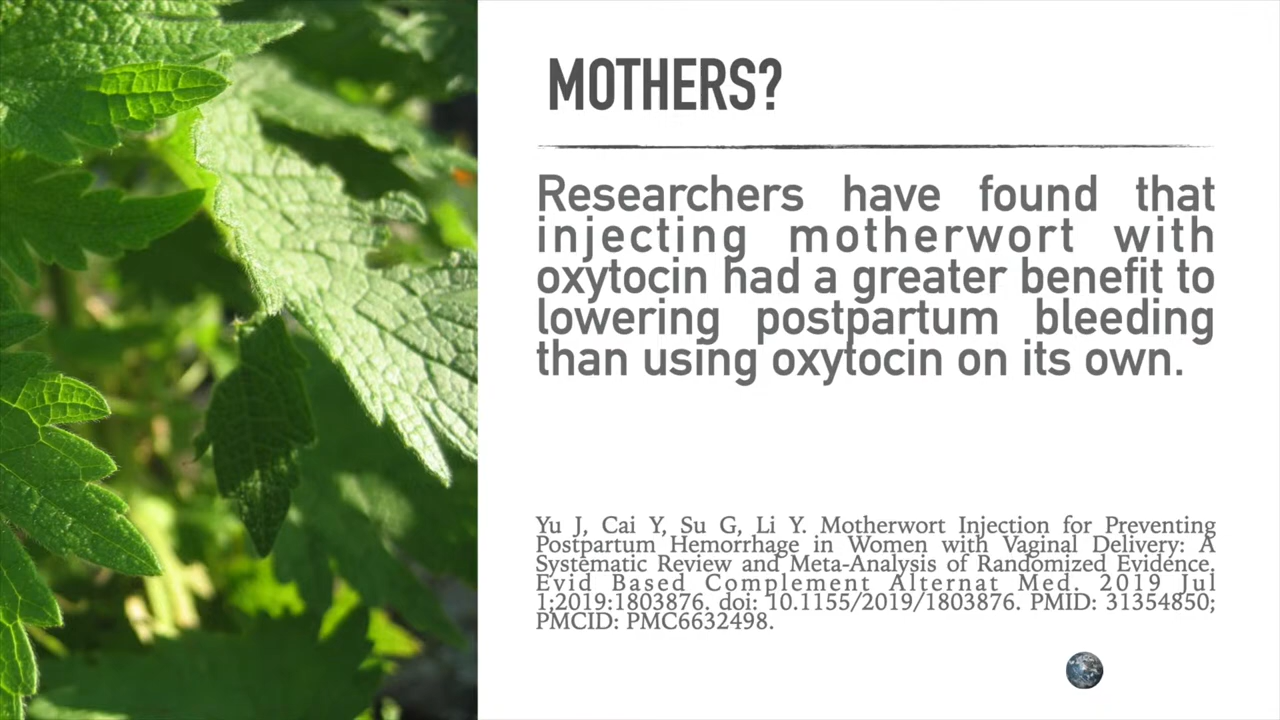 MOTHERS?
Researchers have found that
injecting motherwort with
oxytocin had a greater benefit to
lowering postpartum bleeding
than using oxytocin on its own.
Yu J, Cai Y, Su G, Li Y. Motherwort Injection for Preventing
Postpartum Hemorrhage in Women with Vaginal Delivery: A
Systematic Review and Meta-Analysis of Randomized Evidence.
Evid Based Complement Alternat Med. 2019 Jul
1;2019:1803876. doi: 10.1155/2019/1803876. PMID: 31354850;
PMCID: PMC6632498.